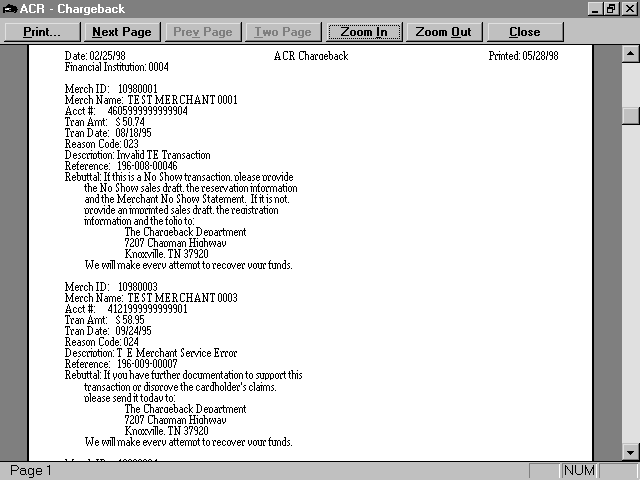 ACR - Chargeback
Print... Next Page Prev Page Two Page Zoom In Zoom Out Close
Date: 02/25/98 ACR Chargeback Printed: 05/28/98
Financial Institution: 0004
Merch ID: 10980001
Merch Name: TEST MERCHANT 0001
Acct #: 4605999999999904
Tran Amt: $ 50.74
Tran Date: 08/18/95
Reason Code: 023
Description: Invalid TE Transaction
Reference: 196-008-00046
Rebuttal: If this is a No Show transaction, please provide
the No Show sales draft, the reservation information
and the Merchant No Show Statement. If it is not,
provide an imprinted sales draft, the registration
information and the folio to:
The Chargeback Department
7207 Chapman Highway
Knoxville, TN 37920
We will make every attempt to recover your funds.
Merch ID: 10980003
Merch Name: TEST MERCHANT 0003
Acct #: 4121999999999901
Tran Amt: $ 58.95
Tran Date: 09/24/95
Reason Code: 024
Description: T E Merchant Service Error
Reference: 196-009-00007
Rebuttal: If you have further documentation to support this
transaction or disprove the cardholder's claims,
please send it today to:
The Chargeback Department
7207 Chapman Highway
Knoxville, TN 37920
We will make every attempt to recover your funds.
Page 1 NUM